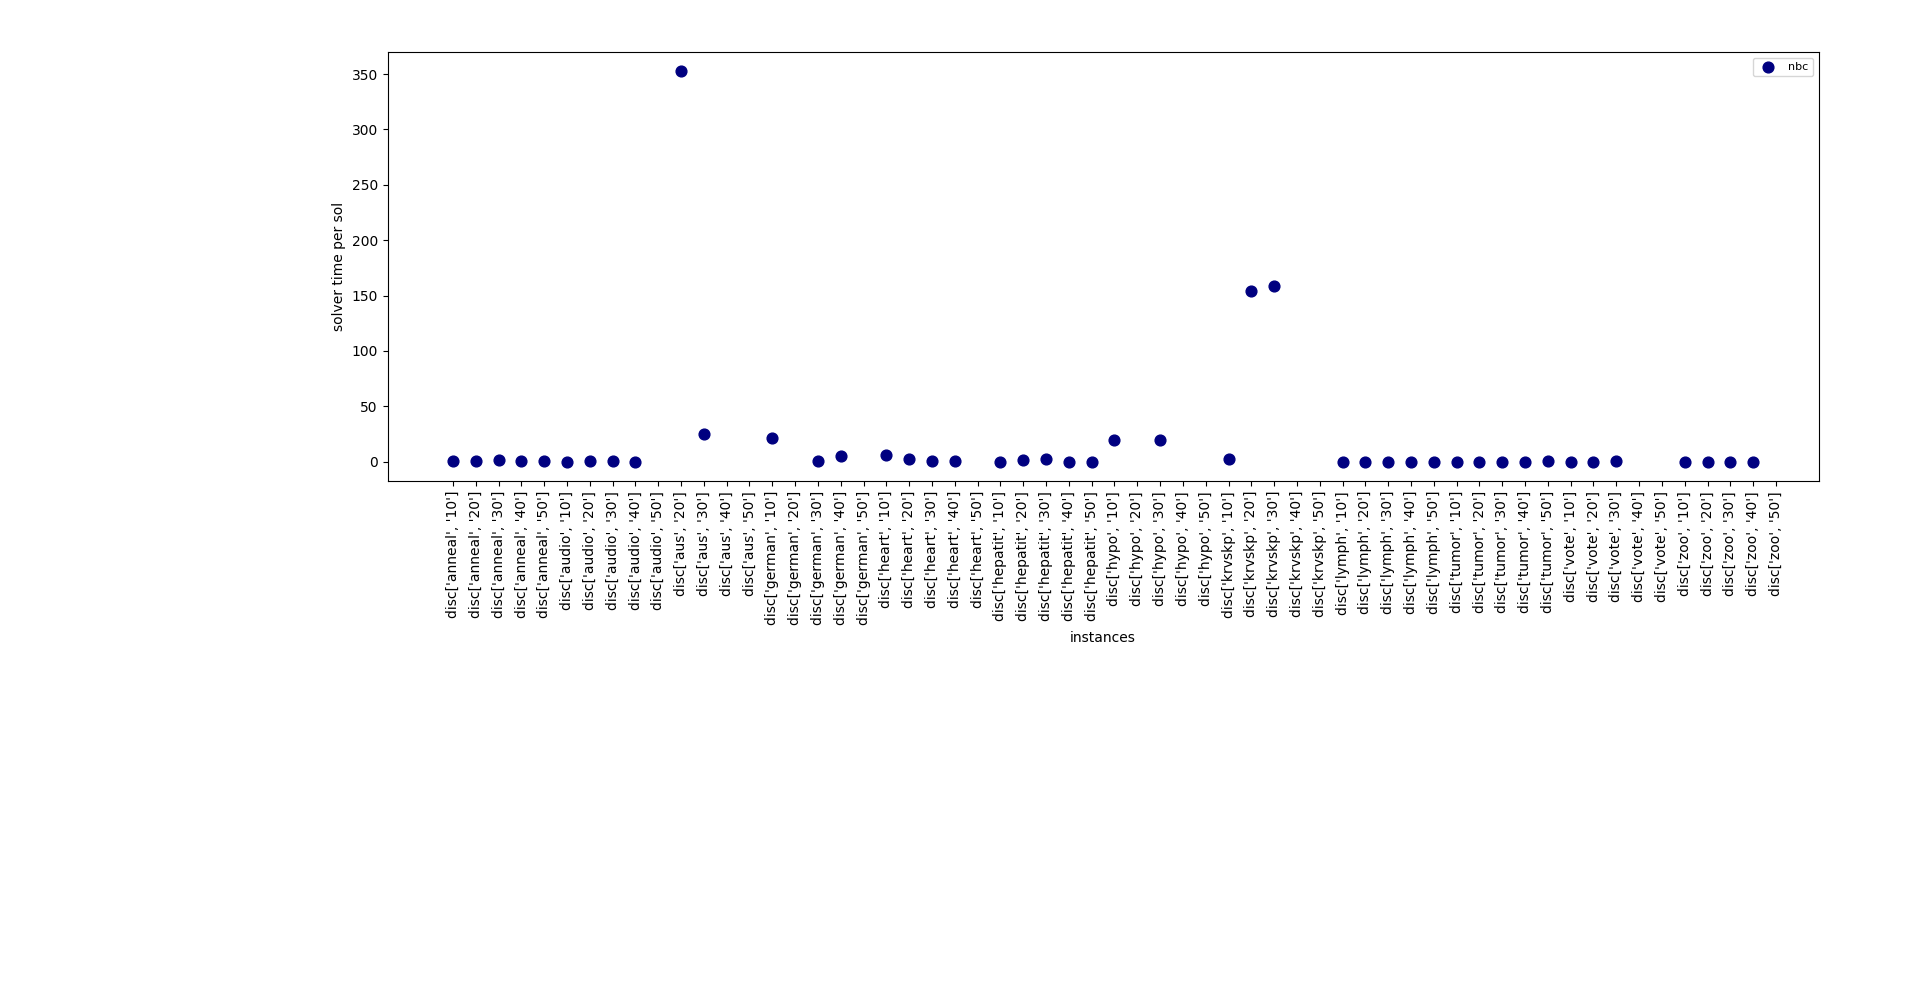 nbc
350
300
250
200
150
100
50
0
solver time per sol
disc['anneal', '10']
disc['anneal', '20']
disc['anneal', '30']
disc['anneal', '40']
disc['anneal', '50']
disc['audio', '10']
disc['audio', '20']
disc['audio', '30']
disc['audio', '40']
disc['audio', '50']
disc['aus', '20']
disc['aus', '30']
disc['aus', '40']
disc['aus', '50']
disc['german', '10']
disc['german', '20']
disc['german', '30']
disc['german', '40']
disc['german', '50']
disc['heart', '10']
disc['heart', '20']
disc['heart', '30']
disc['heart', '40']
disc['heart', '50']
disc['hepatit', '10']
disc['hepatit', '20']
disc['hepatit', '30']
disc['hepatit', '40']
disc['hepatit', '50']
disc['hypo', '10']
disc['hypo', '20']
disc['hypo', '30']
disc['hypo', '40']
disc['hypo', '50']
disc['krvskp', '10']
disc['krvskp', '20']
disc['krvskp', '30']
disc['krvskp', '40']
disc['krvskp', '50']
disc['lymph', '10']
disc['lymph', '20']
disc['lymph', '30']
disc['lymph', '40']
disc['lymph', '50']
disc['tumor', '10']
disc['tumor', '20']
disc['tumor', '30']
disc['tumor', '40']
disc['tumor', '50']
disc['vote', '10']
disc['vote', '20']
disc['vote', '30']
disc['vote', '40']
disc['vote', '50']
disc['zoo', '10']
disc['zoo', '20']
disc['zoo', '30']
disc['zoo', '40']
disc['zoo', '50']
instances